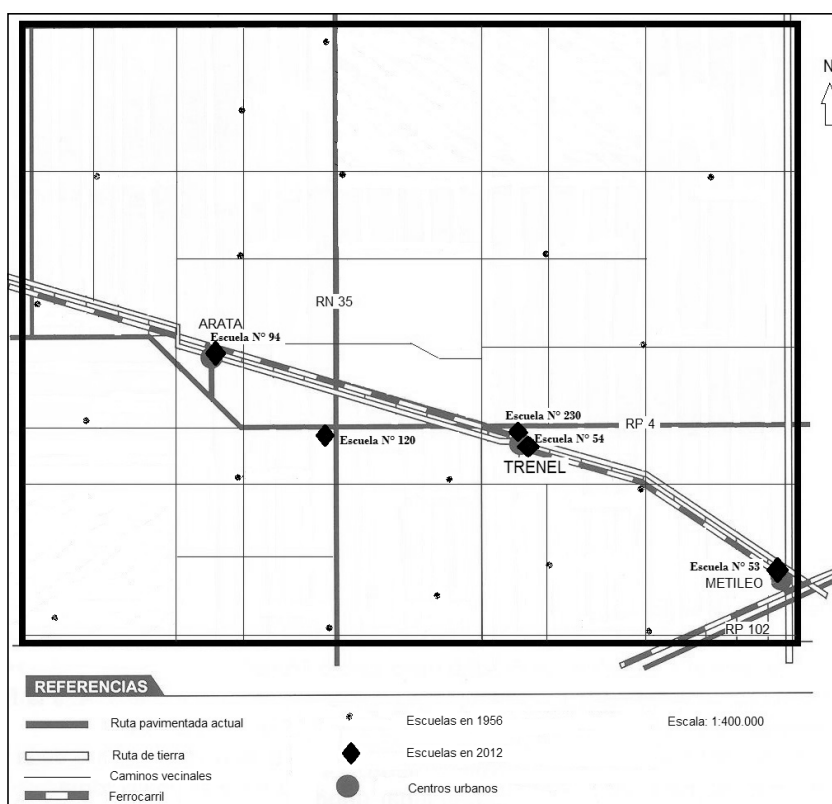 N
RN 35
ARATA
Escuela N° 94
Escuela N° 230
RP 4
Escuela N° 120
Escuela N° 54
TRENEL
Escuela N° 53
METILEO
RP 102
REFERENCIAS
Ruta pavimentada actual
Ruta de tierra
Caminos vecinales
Ferrocarril
Escuelas en 1956
Escuelas en 2012
Centros urbanos
Escala: 1:400.000